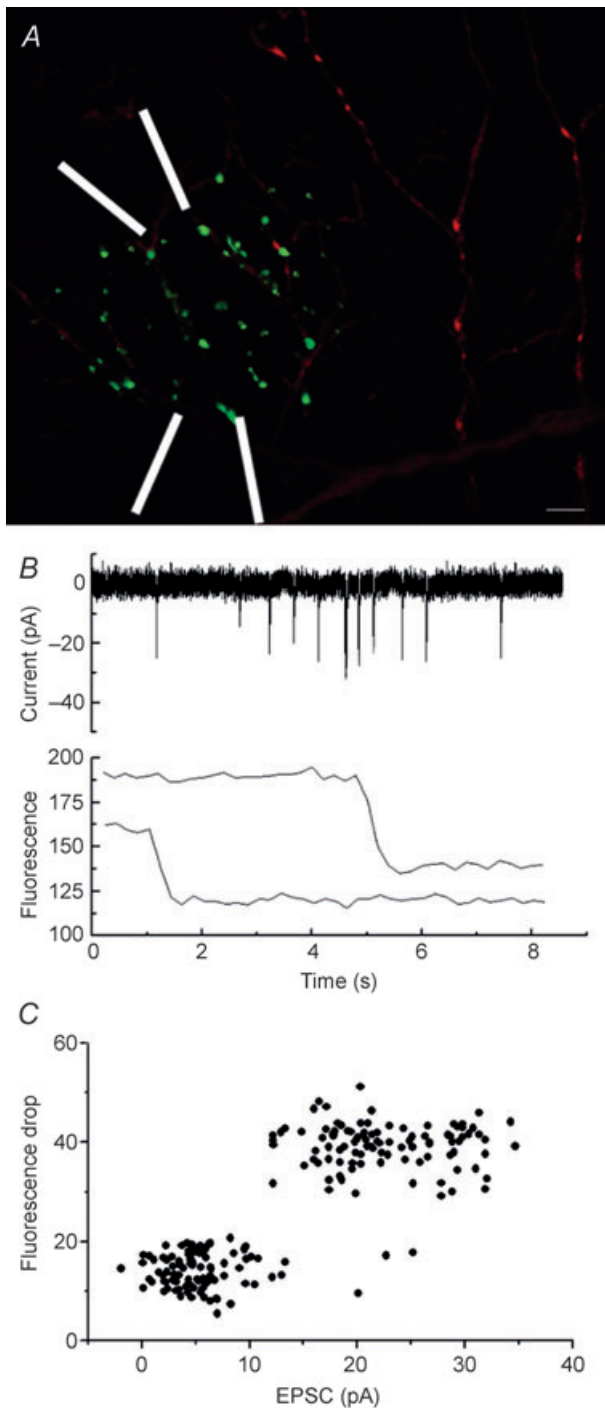 A
B
0
–20
–40
Current (pA)
200
175
150
125
100
Fluorescence
0 2 4 6 8
Time (s)
C
60
40
20
0
Fluorescence drop
0 10 20 30 40
EPSC (pA)